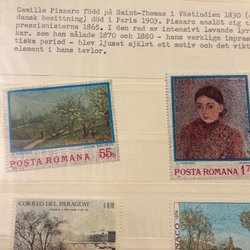 Camille Pissaro född på Saint-Thomas i Västindien 1830 (
dansk besittning) död i Paris 1903. Pissaro anslöt sig t
pressionisterna 1865. I den rad av intensivt levande lyr
kar, som han målade 1870 och 1880 - hans verkliga impres
tiska period - blev ljuset självt ett motiv och det vikt
element i hans tavlor.
POSTA ROMANA 55b
POSTA ROMANA 1
CORREO DEL PARAGUAY